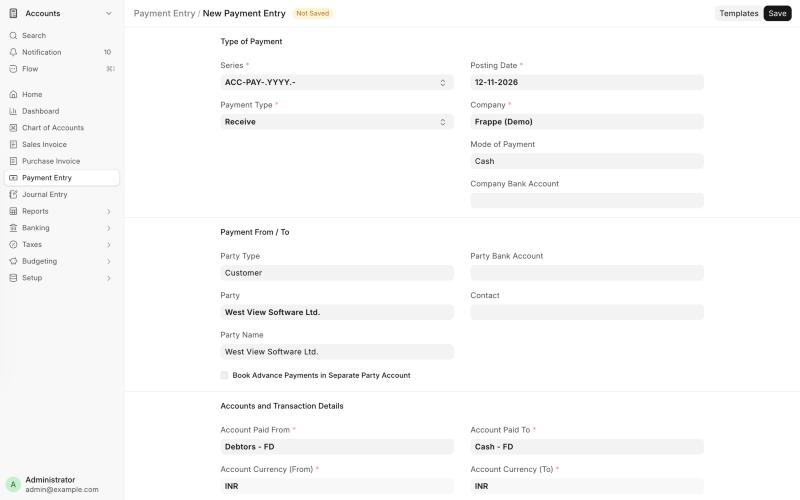 Accounts
Payment Entry / New Payment Entry Not Saved
Templates
Save
Search
Notification 10
Flow
Home
Dashboard
Chart of Accounts
Sales Invoice
Purchase Invoice
Payment Entry
Journal Entry
Reports
Banking
Taxes
Budgeting
Setup
A
Administrator
admin@example.com
Type of Payment
Series *
ACC-PAY-.YYYY.-
Payment Type *
Receive
Posting Date *
12-11-2026
Company *
Frappe (Demo)
Mode of Payment
Cash
Company Bank Account
Payment From / To
Party Type
Customer
Party
West View Software Ltd.
Party Name
West View Software Ltd.
Book Advance Payments in Separate Party Account
Party Bank Account
Contact
Accounts and Transaction Details
Account Paid From *
Debtors - FD
Account Currency (From) *
INR
Account Paid To *
Cash - FD
Account Currency (To) *
INR